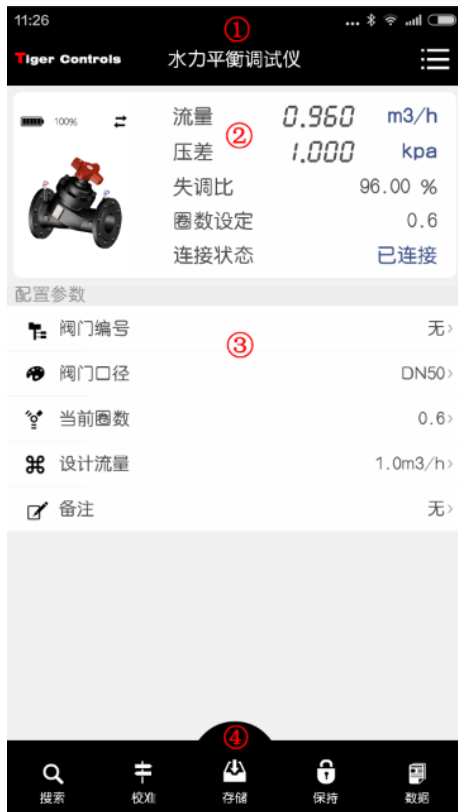 11:26
①
Tiger Controls 水力平衡调试仪
100% 流量 0.960 m3/h
②
压差 1.000 kpa
失调比 96.00 %
圈数设定 0.6
连接状态 已连接
配置参数
阀门编号 无
③
阀门口径 DN50
当前圈数 0.6
设计流量 1.0m3/h
备注 无
④
搜索 校准 存储 保持 数据